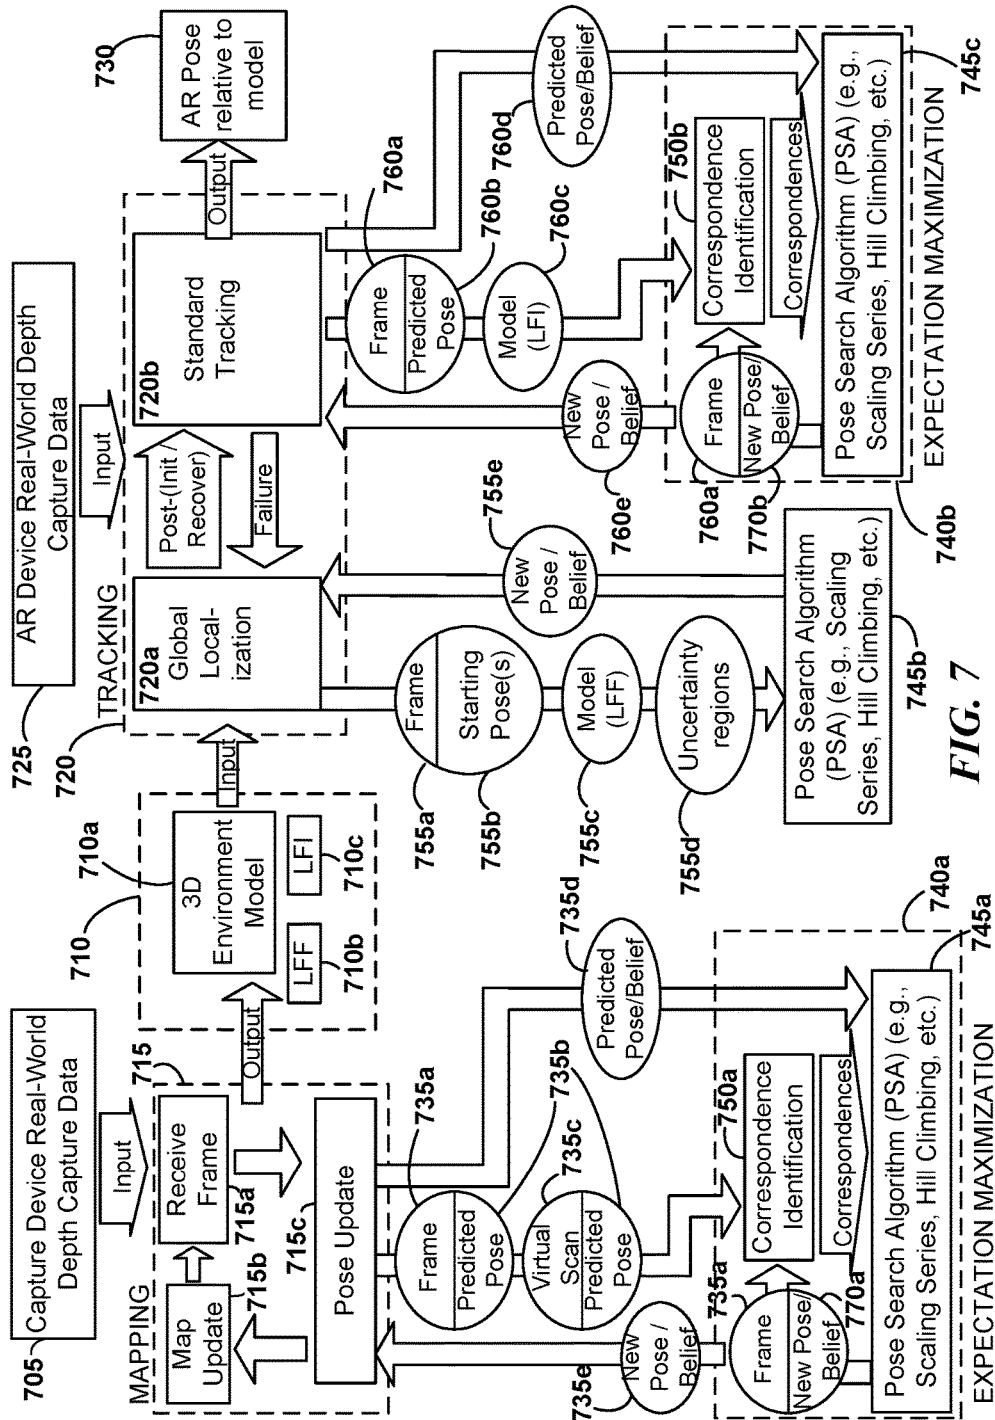 705
Capture Device Real-World
Depth Capture Data
Input
MAPPING
715
Receive
Frame
715a
Map
Update
715b
715c
Pose Update
Output
710
710a
3D
Environment
Model
LFF
710b
LFI
710c
Input
725
AR Device Real-World Depth
Capture Data
Input
720
TRACKING
720a
Global
Local-
ization
Post-(Init /
Recover)
Failure
720b
Standard
Tracking
Output
730
AR Pose
relative to
model
735a
Frame
Predicted
Pose
735b
735c
Virtual
Scan
Predicted
Pose
735d
Predicted
Pose/Belief
735e
New
Pose /
Belief
740a
735a
Frame
New Pose/
Belief
770a
750a
Correspondence
Identification
Correspondences
745a
Pose Search Algorithm (PSA) (e.g.,
Scaling Series, Hill Climbing, etc.)
EXPECTATION MAXIMIZATION
755a
Frame
755b
Starting
Pose(s)
755c
Model
(LFF)
755d
Uncertainty
regions
755e
New
Pose /
Belief
Pose Search Algorithm
(PSA) (e.g., Scaling
Series, Hill Climbing, etc.)
745b
760a
Frame
Predicted
Pose
760b
760c
Model
(LFI)
760d
Predicted
Pose/Belief
760e
New
Pose /
Belief
760a
Frame
New Pose/
Belief
770b
750b
Correspondence
Identification
Correspondences
Pose Search Algorithm (PSA) (e.g.,
Scaling Series, Hill Climbing, etc.)
745c
EXPECTATION MAXIMIZATION
740b
FIG. 7